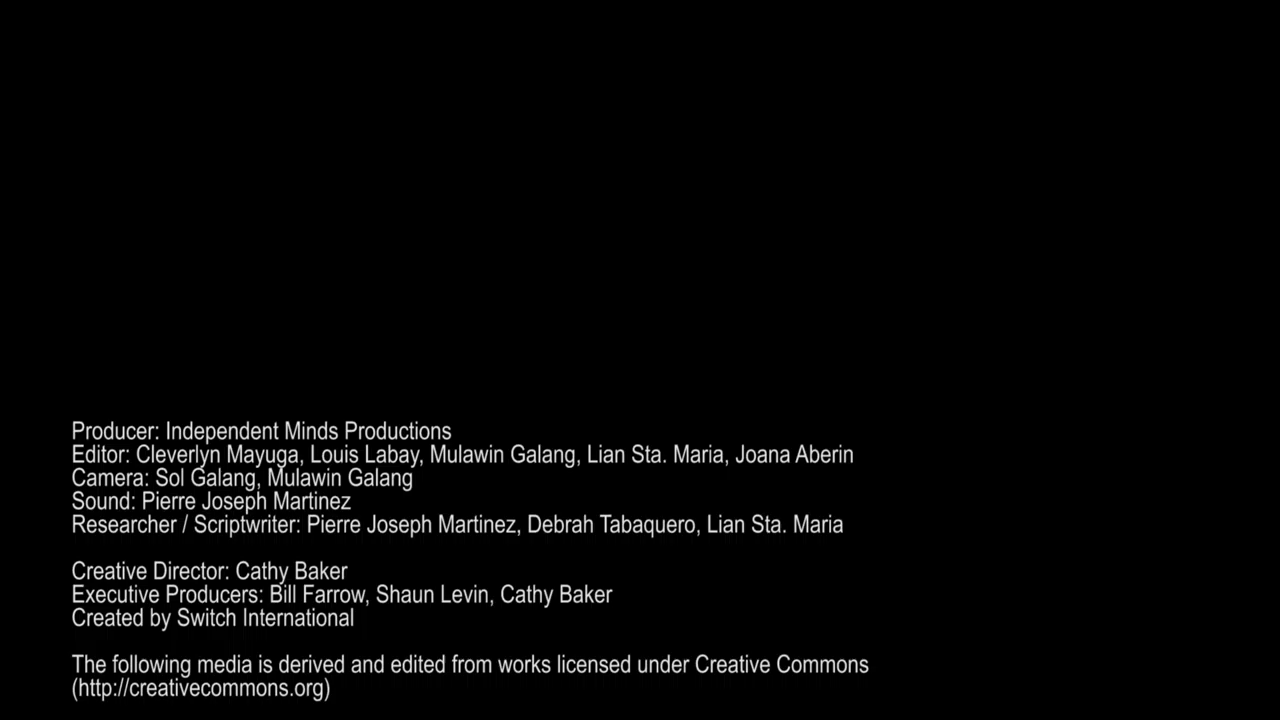 Producer: Independent Minds Productions
Editor: Cleverlyn Mayuga, Louis Labay, Mulawin Galang, Lian Sta. Maria, Joana Aberin
Camera: Sol Galang, Mulawin Galang
Sound: Pierre Joseph Martinez
Researcher / Scriptwriter: Pierre Joseph Martinez, Debrah Tabaquero, Lian Sta. Maria
Creative Director: Cathy Baker
Executive Producers: Bill Farrow, Shaun Levin, Cathy Baker
Created by Switch International
The following media is derived and edited from works licensed under Creative Commons
(http://creativecommons.org)